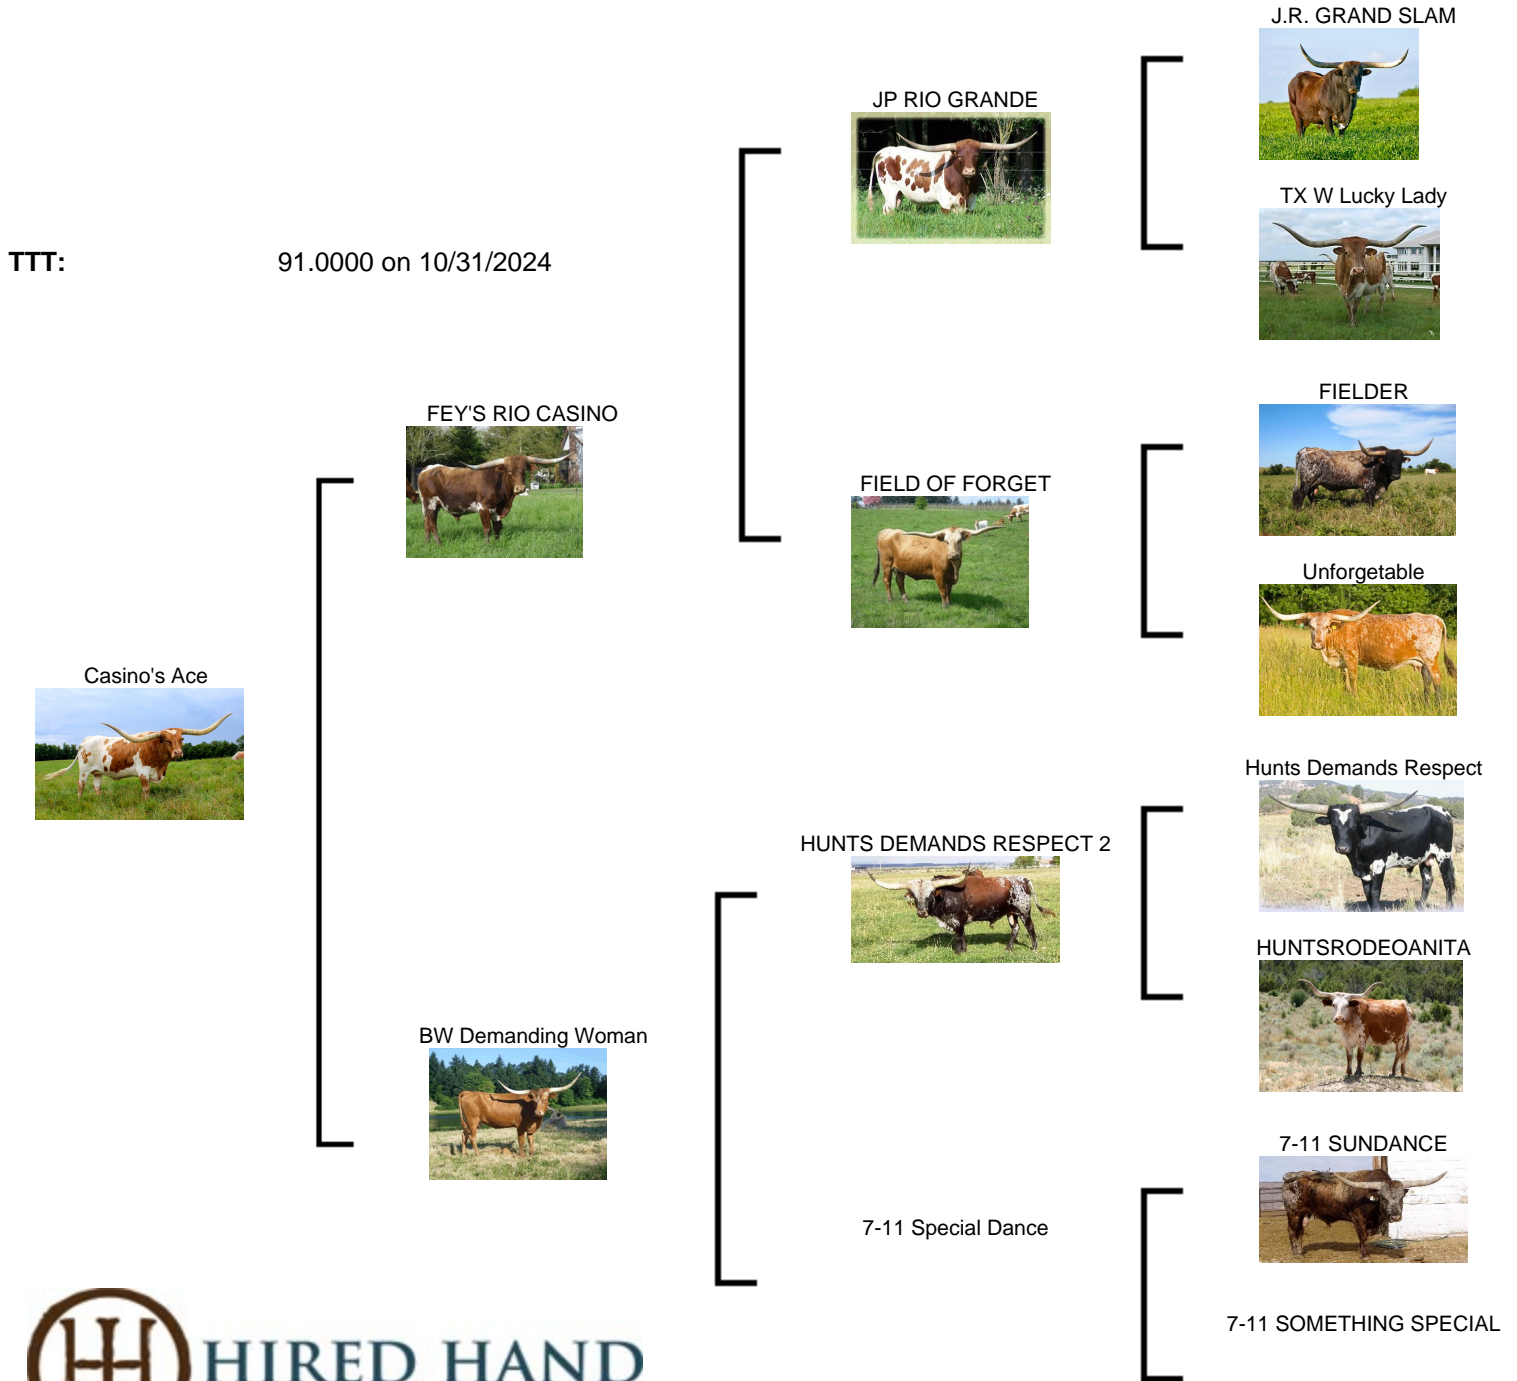 J.R. GRAND SLAM
JP RIO GRANDE
TX W Lucky Lady
TTT: 91.0000 on 10/31/2024
FIELDER
FEY'S RIO CASINO
FIELD OF FORGET
Unforgetable
Casino's Ace
Hunts Demands Respect
HUNTS DEMANDS RESPECT 2
HUNTSRODEOANITA
BW Demanding Woman
7-11 SUNDANCE
7-11 Special Dance
7-11 SOMETHING SPECIAL
HIRED HAND